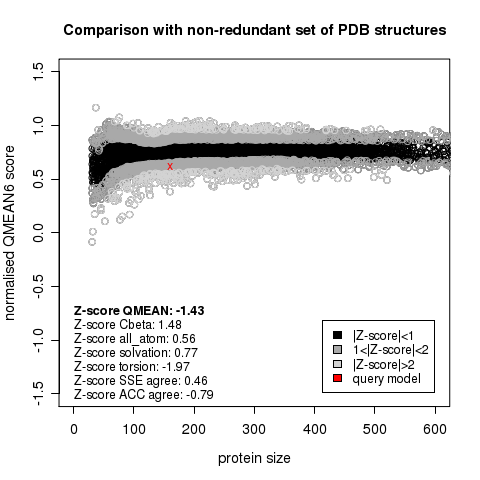 Comparison with non-redundant set of PDB structures
normalised QMEAN6 score
1.5
1.0
0.5
0.0
-0.5
-1.0
-1.5
x
Z-score QMEAN: -1.43
Z-score Cbeta: 1.48
Z-score all_atom: 0.56
Z-score solvation: 0.77
Z-score torsion: -1.97
Z-score SSE agree: 0.46
Z-score ACC agree: -0.79
|Z-score|<1
1<|Z-score|<2
|Z-score|>2
query model
0 100 200 300 400 500 600
protein size